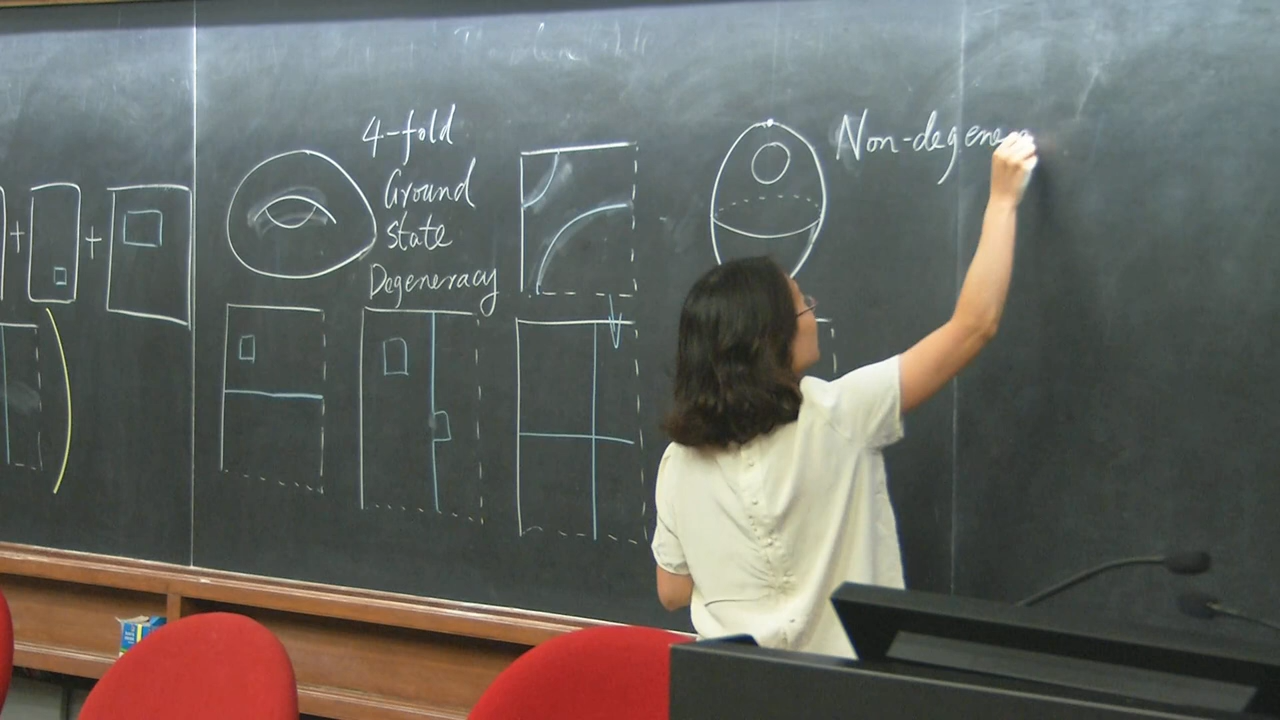 4-fold
Ground
state
Degeneracy
Non-degene
+
+